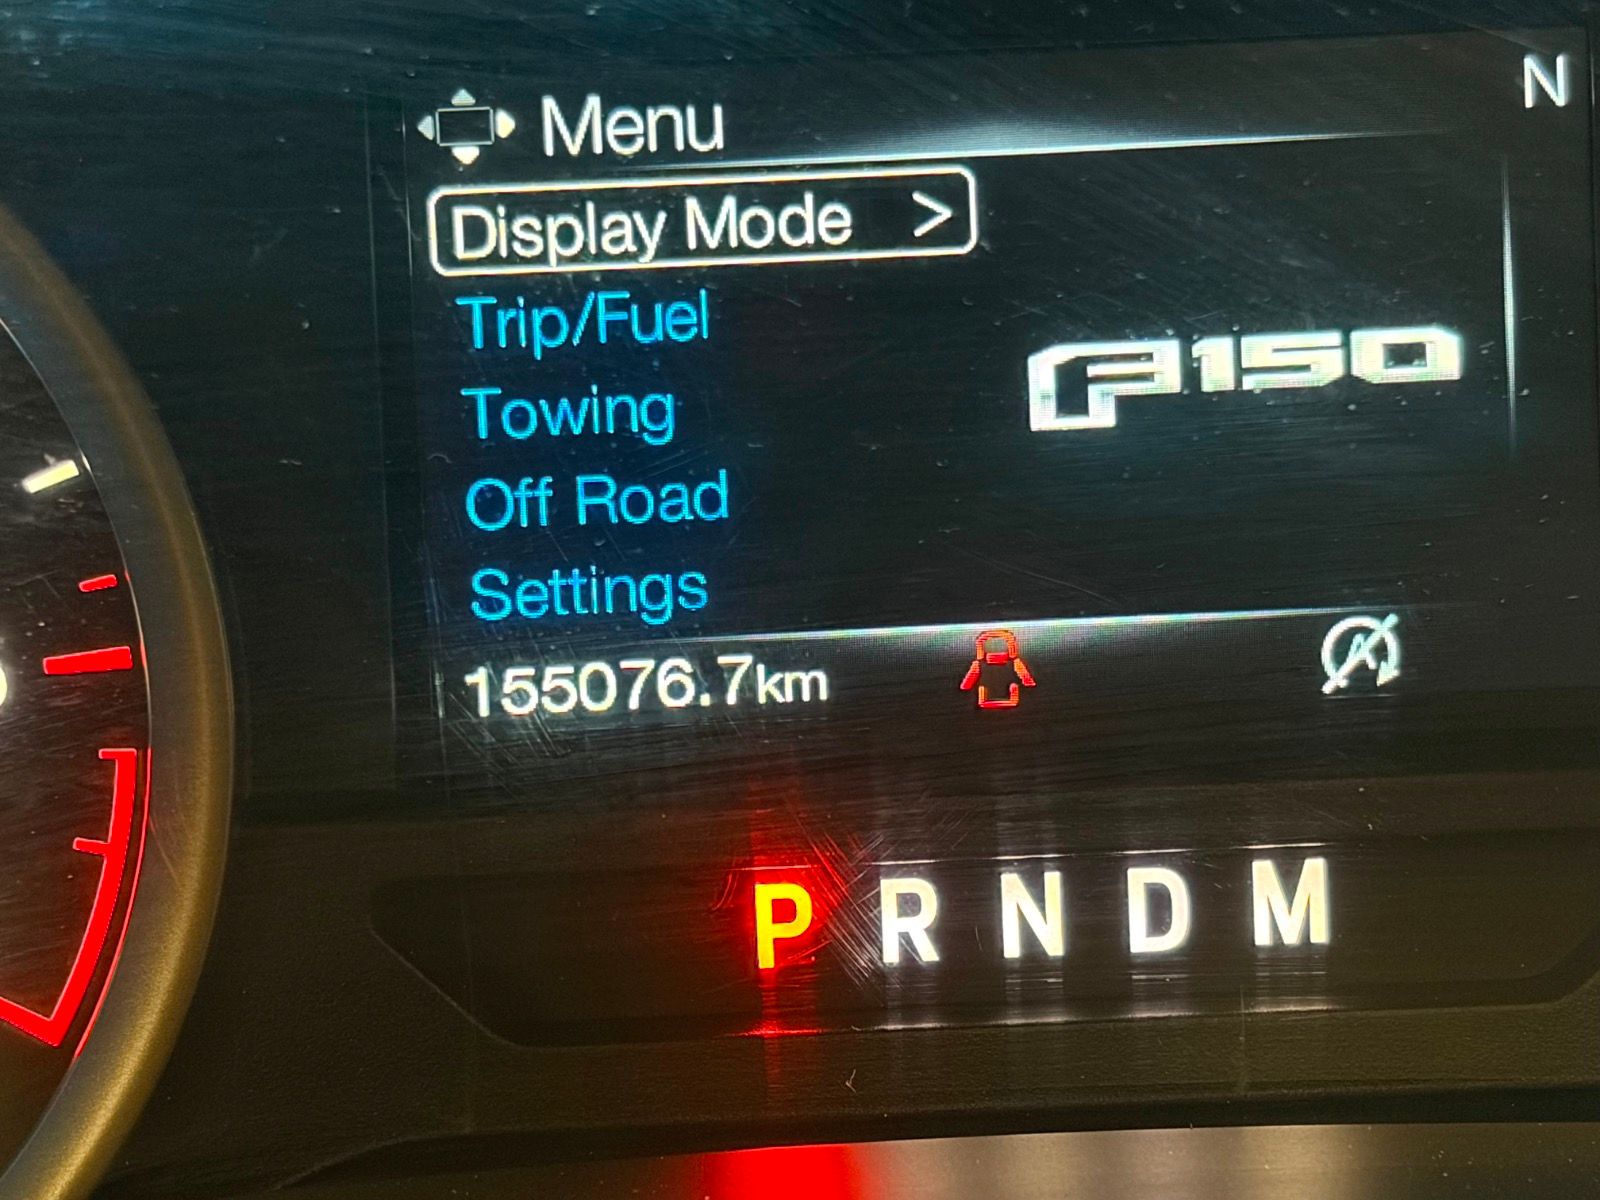 N
Menu
Display Mode >
Trip/Fuel
Towing
F150
Off Road
Settings
155076.7km
P R N D M